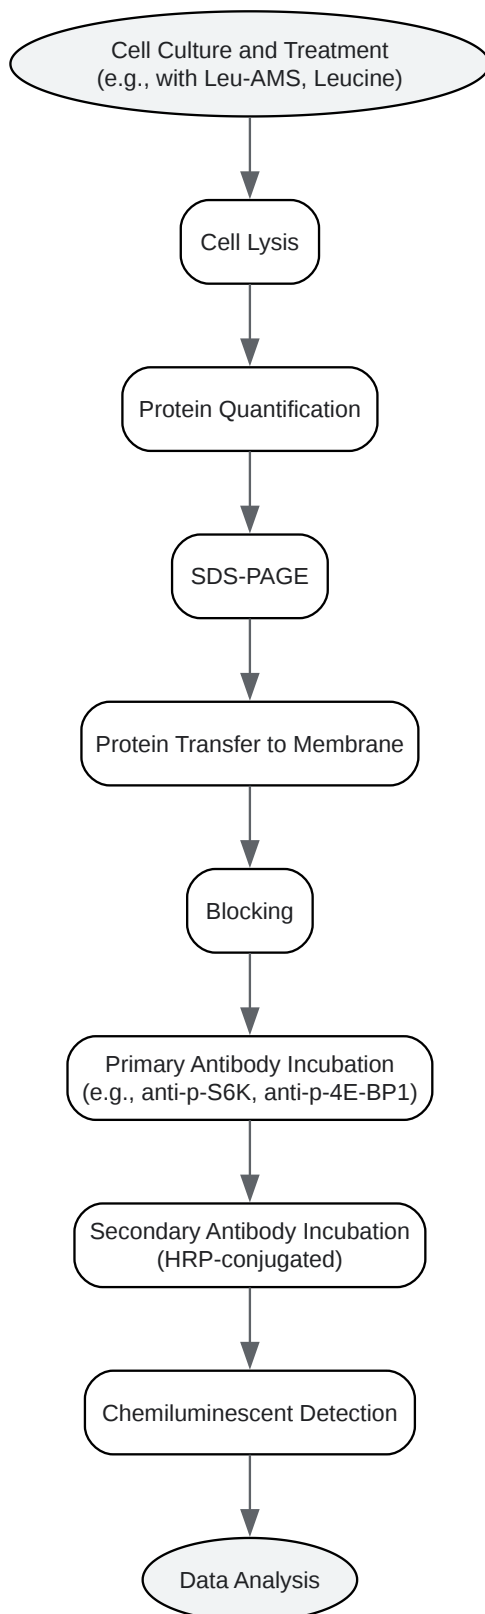 Cell Culture and Treatment
(e.g., with Leu-AMS, Leucine)
Cell Lysis
Protein Quantification
SDS-PAGE
Protein Transfer to Membrane
Blocking
Primary Antibody Incubation
(e.g., anti-p-S6K, anti-p-4E-BP1)
Secondary Antibody Incubation
(HRP-conjugated)
Chemiluminescent Detection
Data Analysis